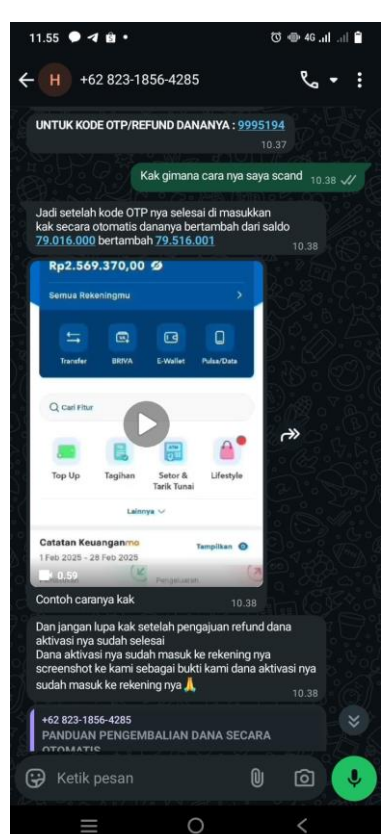 11.55
4G
H
+62 823-1856-4285
UNTUK KODE OTP/REFUND DANANYA : 9995194
10.37
Kak gimana cara nya saya scand
10.38
Jadi setelah kode OTP nya selesai di masukkan
kak secara otomatis dananya bertambah dari saldo
79.016.000 bertambah 79.516.001
10.38
Rp2.569.370,00
Semua Rekeningmu
Transfer BRIVA E-Wallet Pulsa/Data
Cari Fitur
Top Up Tagihan Setor & Lifestyle
Tarik Tunai
Lainnya
Catatan Keuanganmo Tampilkan
1 Feb 2025 - 28 Feb 2025
0.59
Pengeluaran
Contoh caranya kak
10.38
Dan jangan lupa kak setelah pengajuan refund dana
aktivasi nya sudah selesai
Dana aktivasi nya sudah masuk ke rekening nya
screenshot ke kami sebagai bukti kami dana aktivasi nya
sudah masuk ke rekening nya 🙏
10.38
+62 823-1856-4285
PANDUAN PENGEMBALIAN DANA SECARA
OTOMATIS
Ketik pesan